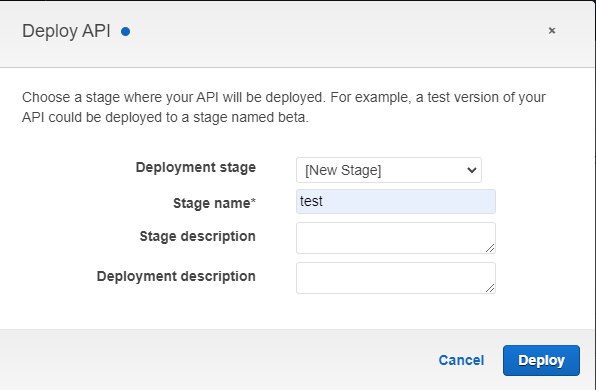 Deploy API
Choose a stage where your API will be deployed. For example, a test version of your
API could be deployed to a stage named beta.
Deployment stage [New Stage]
Stage name* test
Stage description
Deployment description
Cancel Deploy